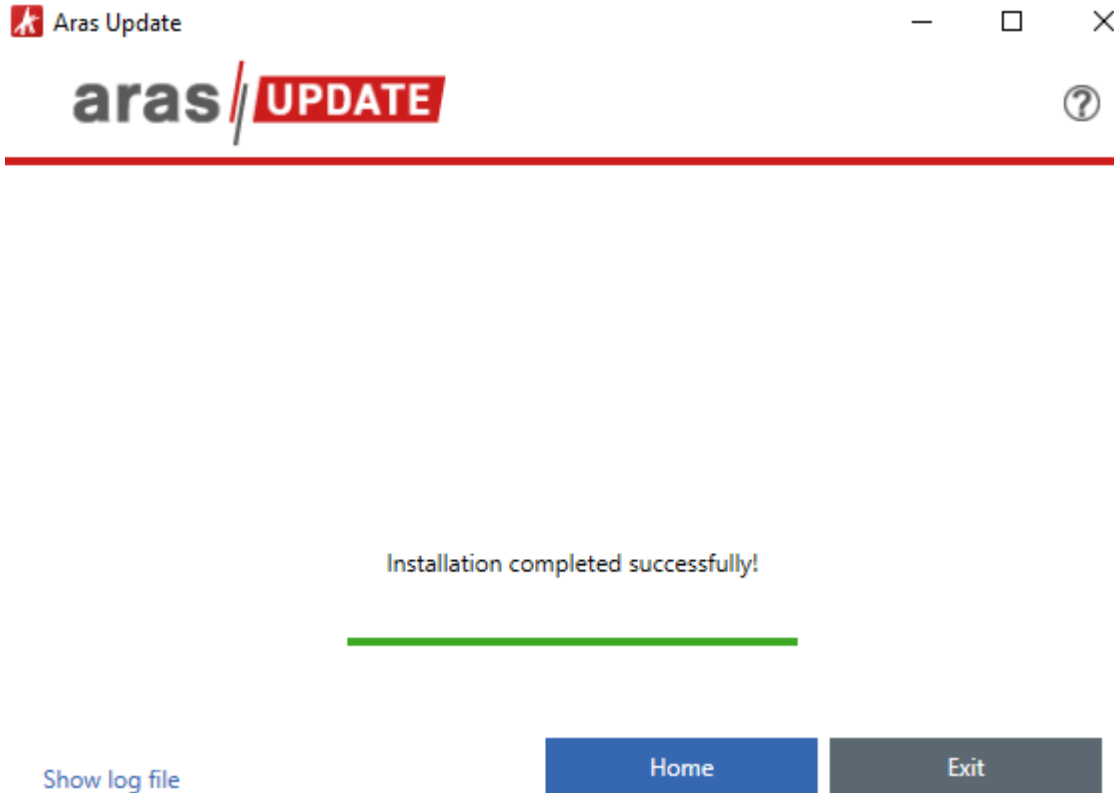 Aras Update
aras UPDATE
Installation completed successfully!
Show log file
Home
Exit